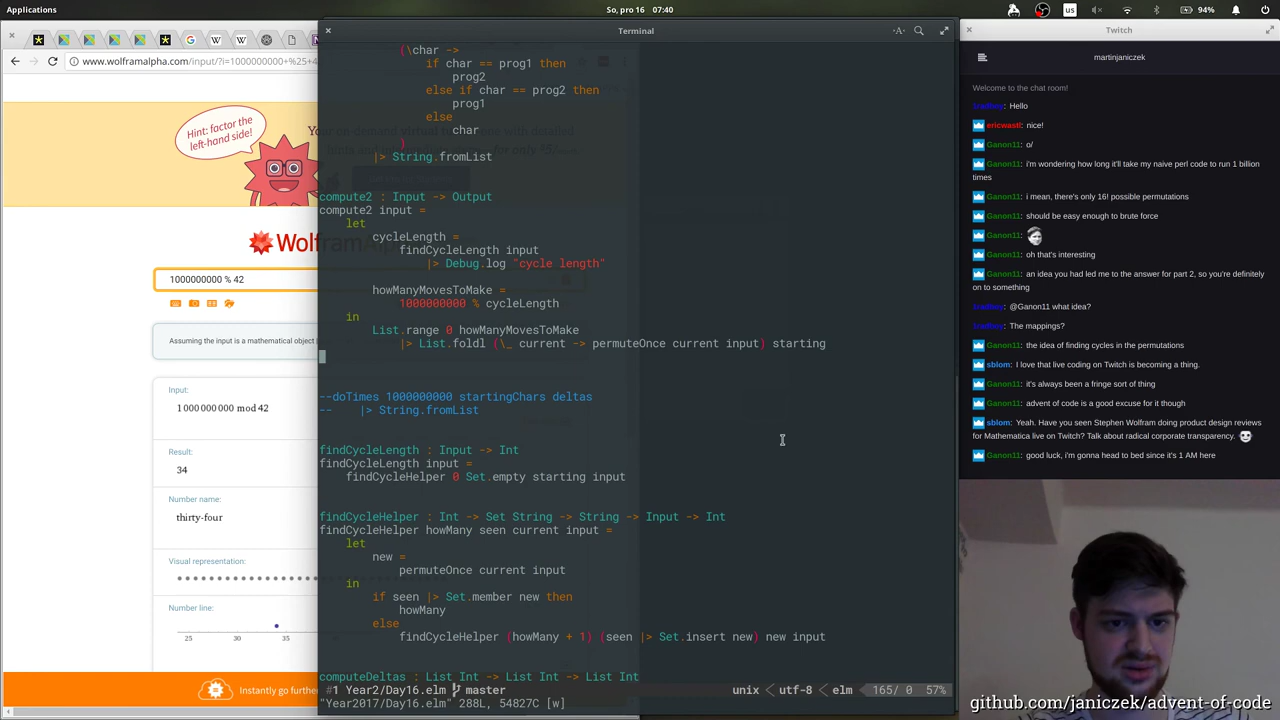 Applications
So, pro 16 07:40
us
94%
Terminal
Twitch
www.wolframalpha.com/input/?i=1000000000+%25+4
martinjaniczek
Hint: factor the
left-hand side!
Wolfram
1000000000 % 42
Assuming the input is a mathematical object
Input:
1 000 000 000 mod 42
Result:
34
Number name:
thirty-four
Visual representation:
Number line:
25
30
35
Instantly go further
(\char ->
if char == prog1 then
prog2
else if char == prog2 then
prog1
else
char
)
|> String.fromList
compute2 : Input -> Output
compute2 input =
let
cycleLength =
findCycleLength input
|> Debug.log "cycle length"
howManyMovesToMake =
1000000000 % cycleLength
in
List.range 0 howManyMovesToMake
|> List.foldl (\_ current -> permuteOnce current input) starting
--doTimes 1000000000 startingChars deltas
--    |> String.fromList
findCycleLength : Input -> Int
findCycleLength input =
findCycleHelper 0 Set.empty starting input
findCycleHelper : Int -> Set String -> String -> Input -> Int
findCycleHelper howMany seen current input =
let
new =
permuteOnce current input
in
if seen |> Set.member new then
howMany
else
findCycleHelper (howMany + 1) (seen |> Set.insert new) new input
computeDeltas : List Int -> List Int -> List Int
#1 Year2/Day16.elm master
unix < utf-8 < elm 165/ 0 57%
"Year2017/Day16.elm" 288L, 54827C [w]
Welcome to the chat room!
Hello
ericwastl: nice!
Ganon11: o/
Ganon11: i'm wondering how long it'll take my naive perl code to run 1 billion
times
Ganon11: i mean, there's only 16! possible permutations
Ganon11: should be easy enough to brute force
Ganon11:
Ganon11: oh that's interesting
Ganon11: an idea you had led me to the answer for part 2, so you're definitely
on to something
@Ganon11 what idea?
The mappings?
Ganon11: the idea of finding cycles in the permutations
sblom: I love that live coding on Twitch is becoming a thing.
Ganon11: it's always been a fringe sort of thing
Ganon11: advent of code is a good excuse for it though
sblom: Yeah. Have you seen Stephen Wolfram doing product design reviews
for Mathematica live on Twitch? Talk about radical corporate transparency.
Ganon11: good luck, i'm gonna head to bed since it's 1 AM here
github.com/janiczek/advent-of-code